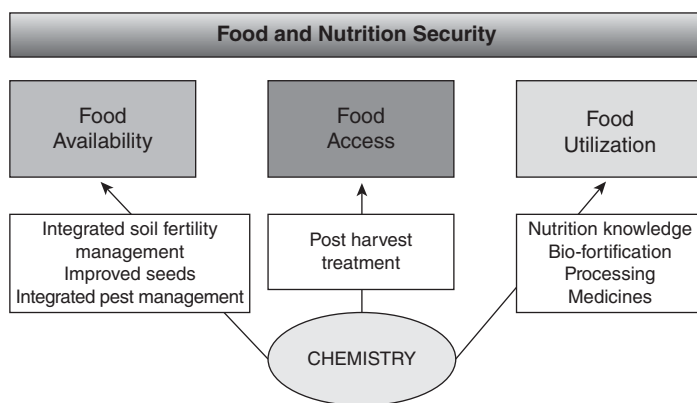 Food and Nutrition Security
Food
Availability
Food
Access
Food
Utilization
Integrated soil fertility
management
Improved seeds
Integrated pest management
Post harvest
treatment
Nutrition knowledge
Bio-fortification
Processing
Medicines
CHEMISTRY